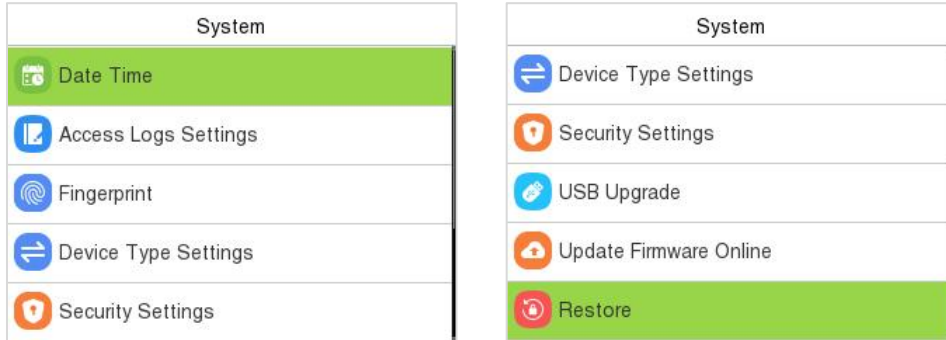 System
Date Time
Access Logs Settings
Fingerprint
Device Type Settings
Security Settings
System
Device Type Settings
Security Settings
USB Upgrade
Update Firmware Online
Restore